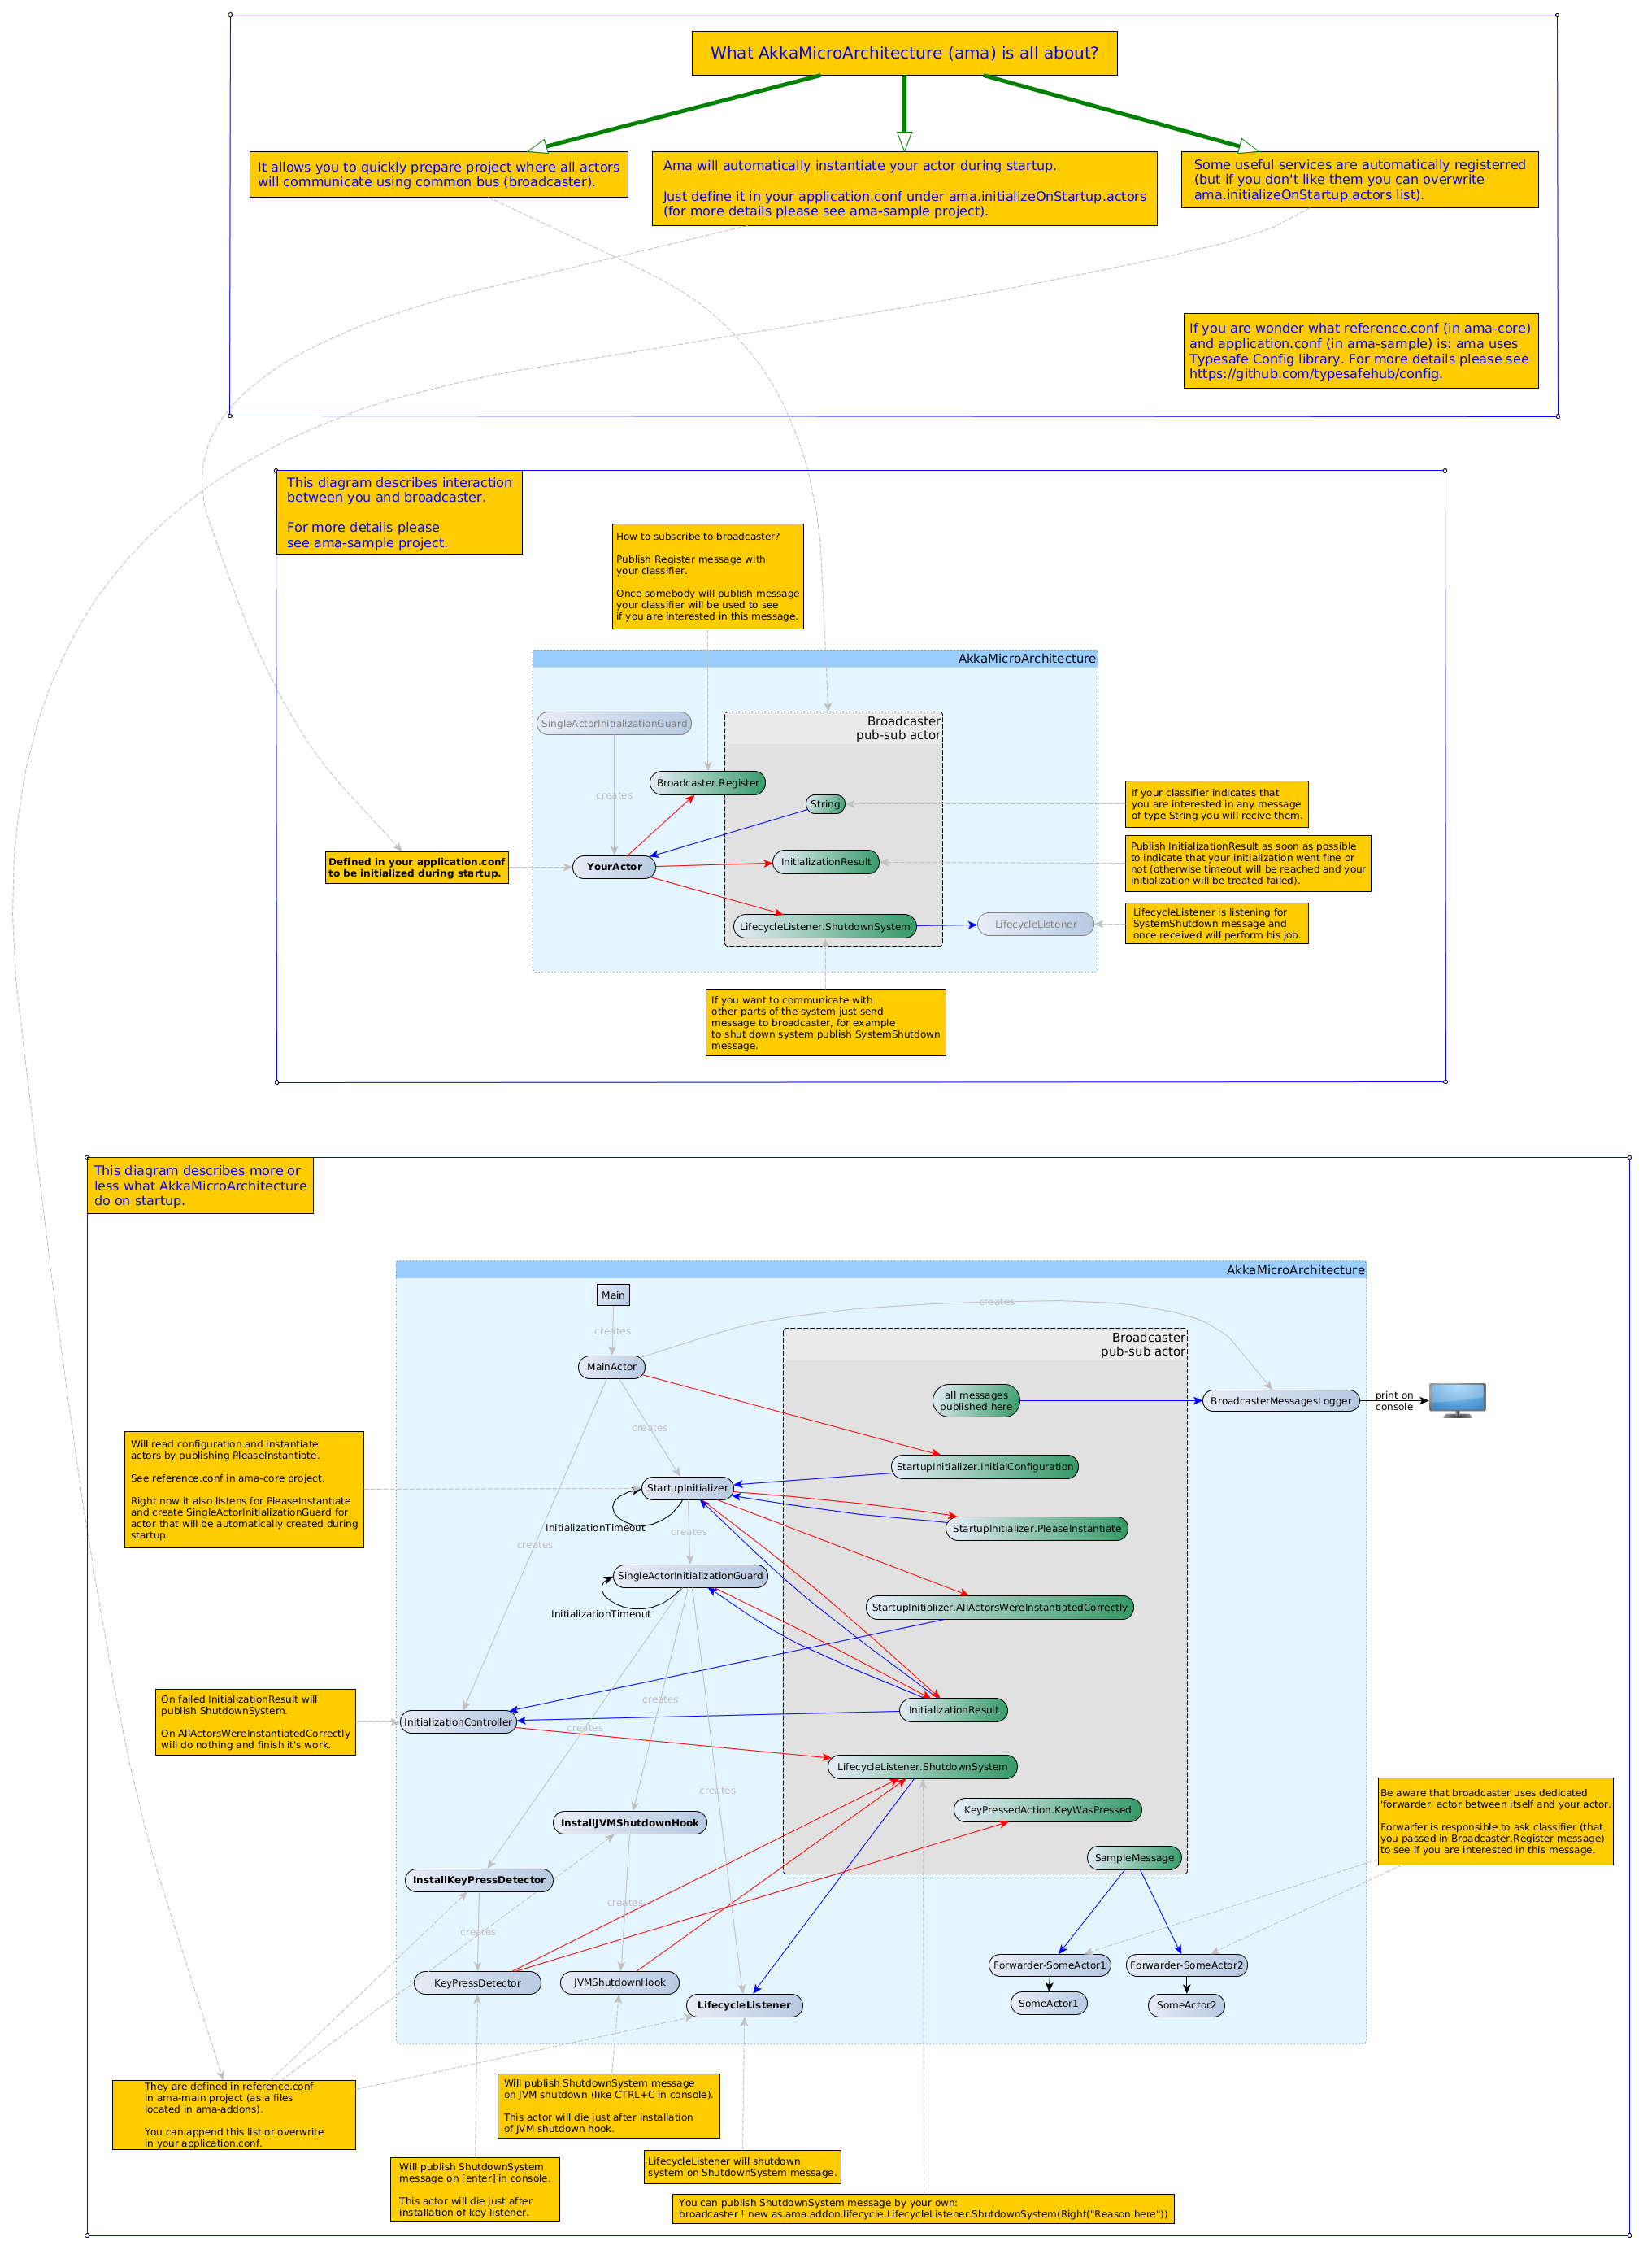 What AkkaMicroArchitecture (ama) is all about?
It allows you to quickly prepare project where all actors
will communicate using common bus (broadcaster).
Ama will automatically instantiate your actor during startup.
Just define it in your application.conf under ama.initializeOnStartup.actors
(for more details please see ama-sample project).
Some useful services are automatically registerred
(but if you don't like them you can overwrite
ama.initializeOnStartup.actors list).
If you are wonder what reference.conf (in ama-core)
and application.conf (in ama-sample) is: ama uses
Typesafe Config library. For more details please see
https://github.com/typesafehub/config.
This diagram describes interaction
between you and broadcaster.
For more details please
see ama-sample project.
How to subscribe to broadcaster?
Publish Register message with
your classifier.
Once somebody will publish message
your classifier will be used to see
if you are interested in this message.
AkkaMicroArchitecture
SingleActorInitializationGuard
Broadcaster
pub-sub actor
Broadcaster.Register
creates
String
If your classifier indicates that
you are interested in any message
of type String you will recive them.
Defined in your application.conf
to be initialized during startup.
YourActor
InitializationResult
Publish InitializationResult as soon as possible
to indicate that your initialization went fine or
not (otherwise timeout will be reached and your
initialization will be treated failed).
LifecycleListener.ShutdownSystem
LifecycleListener
LifecycleListener is listening for
SystemShutdown message and
once received will perform his job.
If you want to communicate with
other parts of the system just send
message to broadcaster, for example
to shut down system publish SystemShutdown
message.
This diagram describes more or
less what AkkaMicroArchitecture
do on startup.
AkkaMicroArchitecture
Main
creates
creates
Broadcaster
pub-sub actor
MainActor
all messages
published here
BroadcasterMessagesLogger
print on
console
creates
Will read configuration and instantiate
actors by publishing PleaseInstantiate.
See reference.conf in ama-core project.
Right now it also listens for PleaseInstantiate
and create SingleActorInitializationGuard for
actor that will be automatically created during
startup.
StartupInitializer.InitialConfiguration
StartupInitializer
InitializationTimeout
creates
StartupInitializer.PleaseInstantiate
creates
SingleActorInitializationGuard
InitializationTimeout
StartupInitializer.AllActorsWereInstantiatedCorrectly
On failed InitializationResult will
publish ShutdownSystem.
On AllActorsWereInstantiatedCorrectly
will do nothing and finish it's work.
InitializationController
creates
creates
InitializationResult
LifecycleListener.ShutdownSystem
creates
KeyPressedAction.KeyWasPressed
InstallJVMShutdownHook
SampleMessage
Be aware that broadcaster uses dedicated
'forwarder' actor between itself and your actor.
Forwarfer is responsible to ask classifier (that
you passed in Broadcaster.Register message)
to see if you are interested in this message.
InstallKeyPressDetector
creates
creates
KeyPressDetector
JVMShutdownHook
LifecycleListener
Forwarder-SomeActor1
Forwarder-SomeActor2
SomeActor1
SomeActor2
They are defined in reference.conf
in ama-main project (as a files
located in ama-addons).
You can append this list or overwrite
in your application.conf.
Will publish ShutdownSystem message
on JVM shutdown (like CTRL+C in console).
This actor will die just after installation
of JVM shutdown hook.
Will publish ShutdownSystem
message on [enter] in console.
This actor will die just after
installation of key listener.
LifecycleListener will shutdown
system on ShutdownSystem message.
You can publish ShutdownSystem message by your own:
broadcaster ! new as.ama.addon.lifecycle.LifecycleListener.ShutdownSystem(Right("Reason here"))